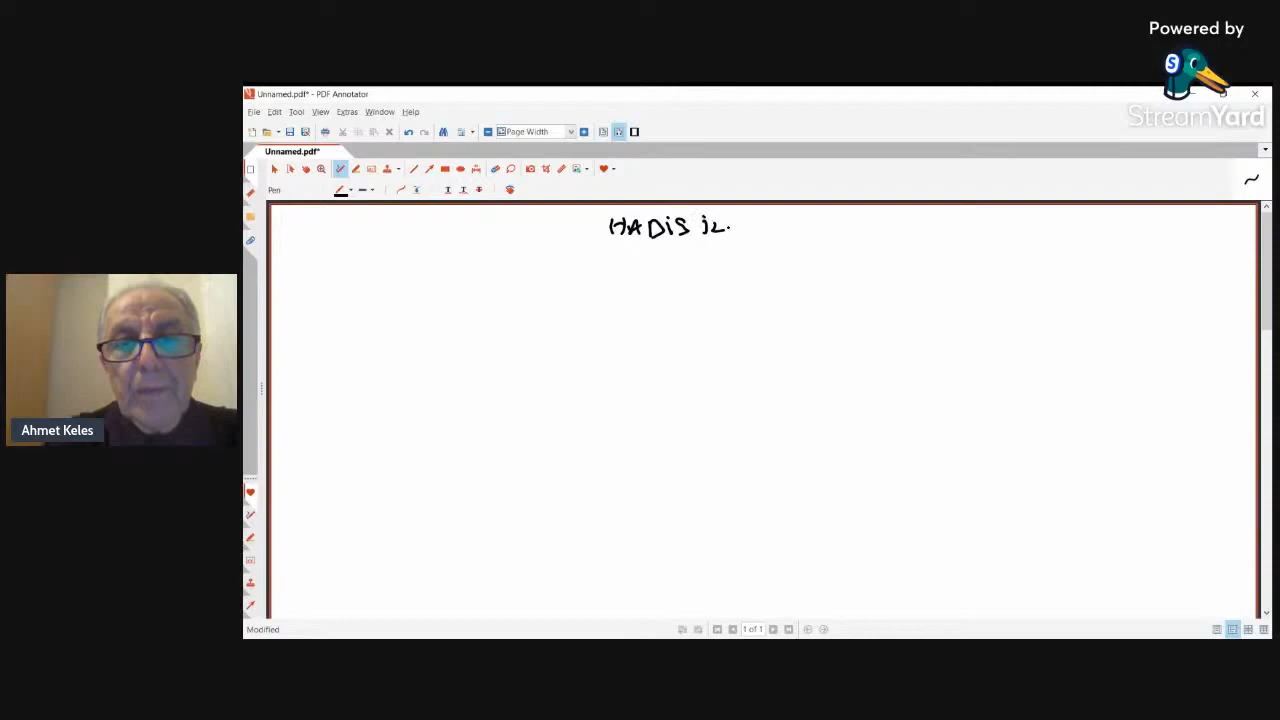 Powered by
StreamYard
Unnamed.pdf* - PDF Annotator
File Edit Tool View Extras Window Help
Page Width
Unnamed.pdf*
Pen
HADİS İL.
Ahmet Keles
Modified
1 of 1